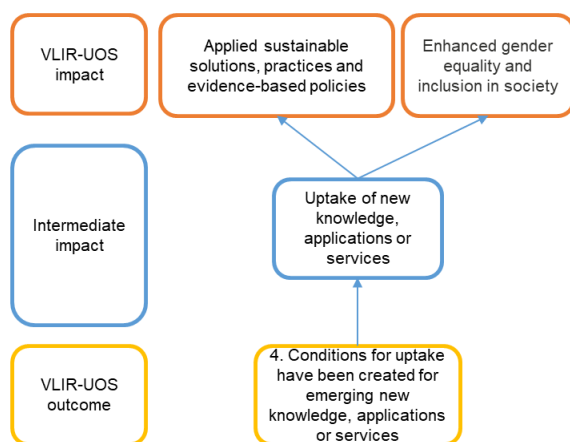 VLIR-UOS
impact
Applied sustainable
solutions, practices and
evidence-based policies
Enhanced gender
equality and
inclusion in society
Intermediate
impact
Uptake of new
knowledge,
applications or
services
VLIR-UOS
outcome
4. Conditions for uptake
have been created for
emerging new
knowledge, applications
or services